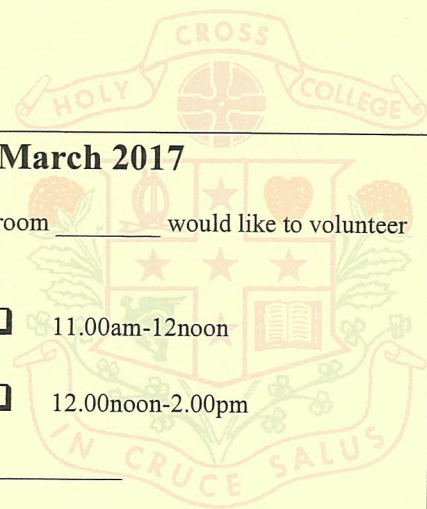 HOLY CROSS COLLEGE
March 2017
room ________ would like to volunteer
11.00am-12noon
12.00noon-2.00pm
IN CRUCE SALUS